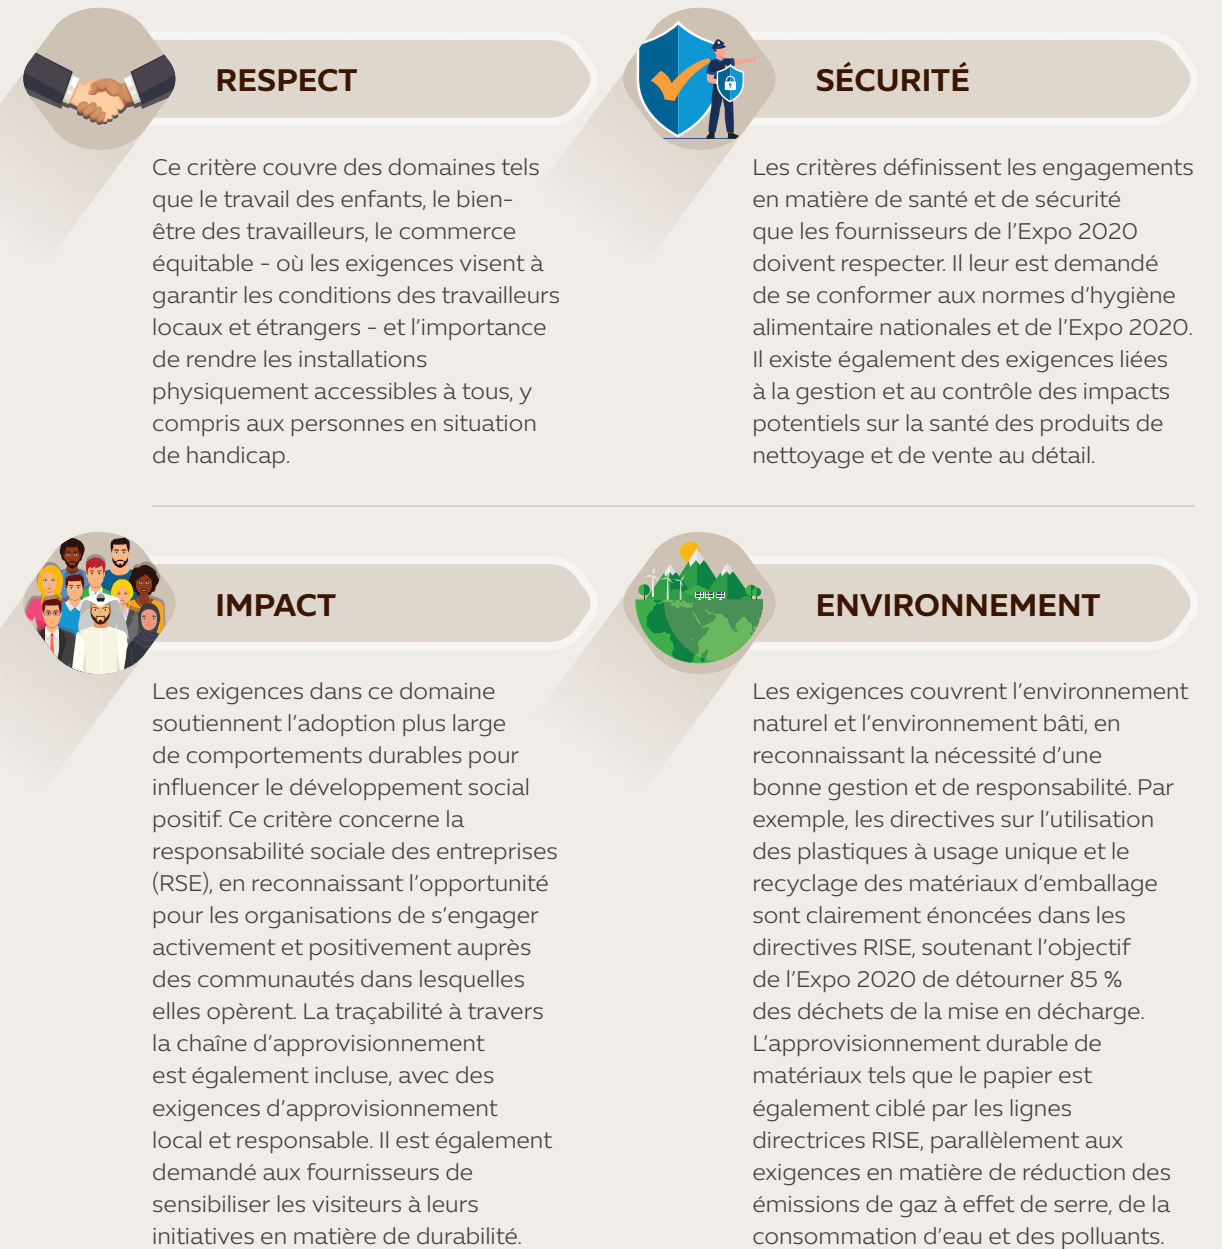 RESPECT
Ce critère couvre des domaines tels
que le travail des enfants, le bien-
être des travailleurs, le commerce
équitable - où les exigences visent à
garantir les conditions des travailleurs
locaux et étrangers - et l’importance
de rendre les installations
physiquement accessibles à tous, y
compris aux personnes en situation
de handicap.
SÉCURITÉ
Les critères définissent les engagements
en matière de santé et de sécurité
que les fournisseurs de l’Expo 2020
doivent respecter. Il leur est demandé
de se conformer aux normes d’hygiène
alimentaire nationales et de l’Expo 2020.
Il existe également des exigences liées
à la gestion et au contrôle des impacts
potentiels sur la santé des produits de
nettoyage et de vente au détail.
IMPACT
Les exigences dans ce domaine
soutiennent l’adoption plus large
de comportements durables pour
influencer le développement social
positif. Ce critère concerne la
responsabilité sociale des entreprises
(RSE), en reconnaissant l’opportunité
pour les organisations de s’engager
activement et positivement auprès
des communautés dans lesquelles
elles opèrent. La traçabilité à travers
la chaîne d’approvisionnement
est également incluse, avec des
exigences d’approvisionnement
local et responsable. Il est également
demandé aux fournisseurs de
sensibiliser les visiteurs à leurs
initiatives en matière de durabilité.
ENVIRONNEMENT
Les exigences couvrent l’environnement
naturel et l’environnement bâti, en
reconnaissant la nécessité d’une
bonne gestion et de responsabilité. Par
exemple, les directives sur l’utilisation
des plastiques à usage unique et le
recyclage des matériaux d’emballage
sont clairement énoncées dans les
directives RISE, soutenant l’objectif
de l’Expo 2020 de détourner 85 %
des déchets de la mise en décharge.
L’approvisionnement durable de
matériaux tels que le papier est
également ciblé par les lignes
directrices RISE, parallèlement aux
exigences en matière de réduction des
émissions de gaz à effet de serre, de la
consommation d’eau et des polluants.